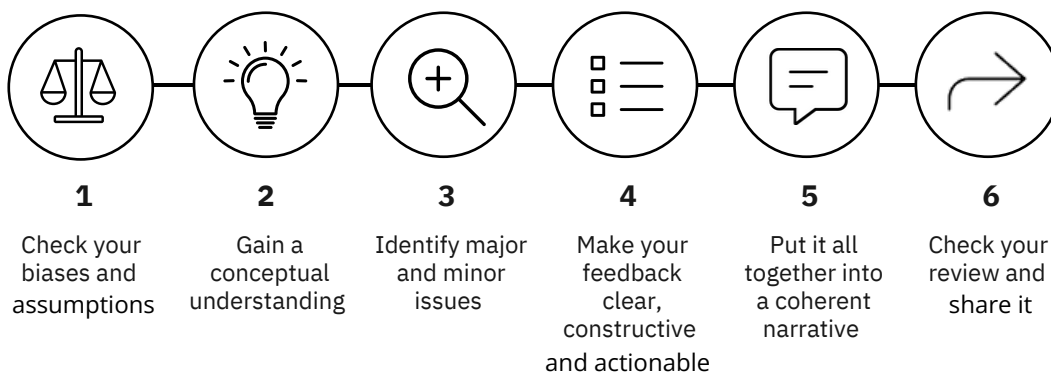 1
Check your
biases and
assumptions
2
Gain a
conceptual
understanding
3
Identify major
and minor
issues
4
Make your
feedback
clear,
constructive
and actionable
5
Put it all
together into
a coherent
narrative
6
Check your
review and
share it